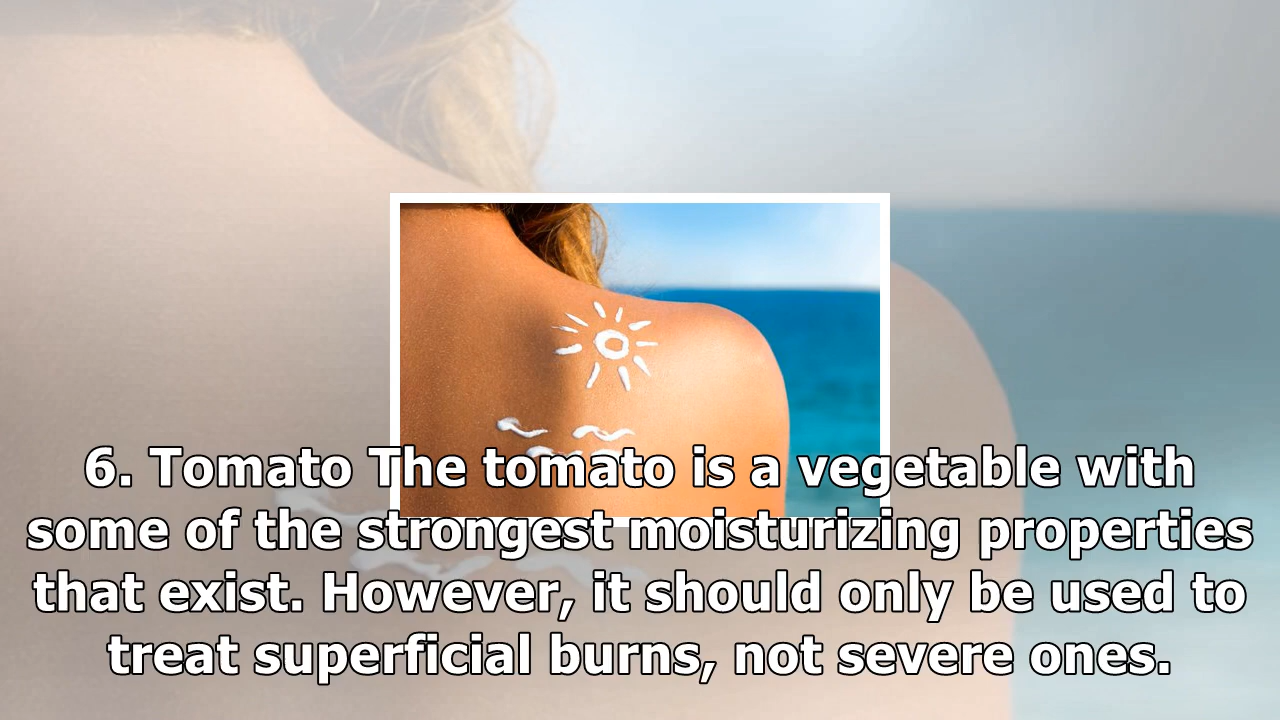 6. Tomato The tomato is a vegetable with
some of the strongest moisturizing properties
that exist. However, it should only be used to
treat superficial burns, not severe ones.